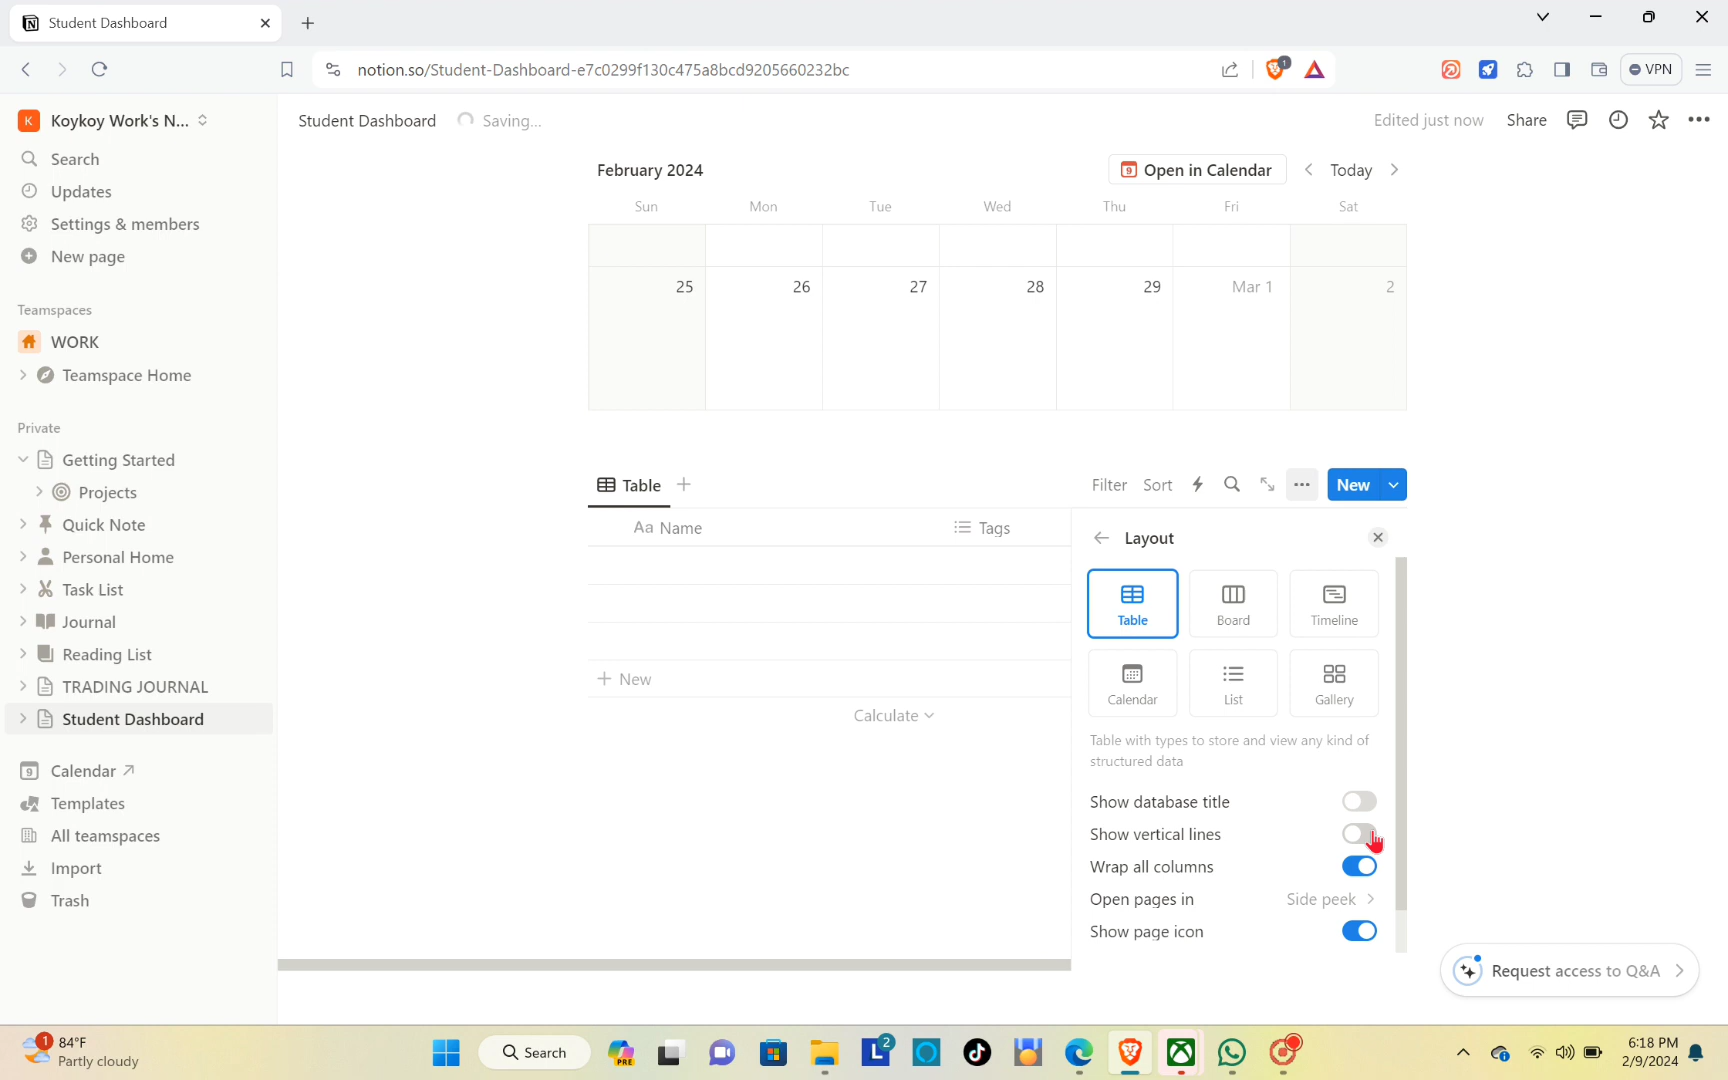 Student Dashboard
notion.so/Student-Dashboard-e7c0299f130c475a8bcd9205660232bc
1
VPN
K Koykoy Work's N...
Student Dashboard Saving...
Edited just now Share
Search
Updates
Settings & members
New page
Teamspaces
WORK
Teamspace Home
Private
Getting Started
Projects
Quick Note
Personal Home
Task List
Journal
Reading List
TRADING JOURNAL
Student Dashboard
9 Calendar
Templates
All teamspaces
Import
Trash
February 2024
9 Open in Calendar Today
Sun Mon Tue Wed Thu Fri Sat
25 26 27 28 29 Mar 1 2
Table
Filter Sort New
Aa Name Tags
New
Calculate
Layout
Table Board Timeline
Calendar List Gallery
Table with types to store and view any kind of
structured data
Show database title
Show vertical lines
Wrap all columns
Open pages in Side peek
Show page icon
Request access to Q&A
1
84°F
Partly cloudy
Search
PRE
L 2
6:18 PM
2/9/2024